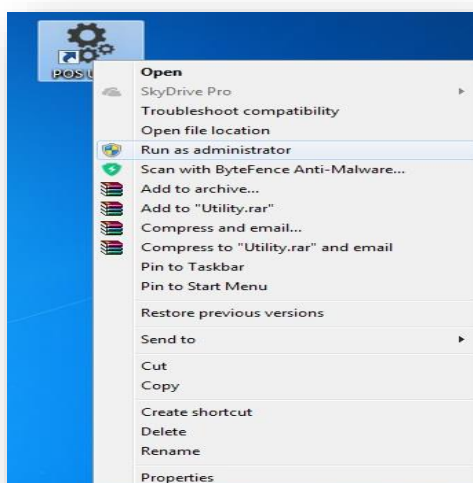 POS
Open
SkyDrive Pro
Troubleshoot compatibility
Open file location
Run as administrator
Scan with ByteFence Anti-Malware...
Add to archive...
Add to "Utility.rar"
Compress and email...
Compress to "Utility.rar" and email
Pin to Taskbar
Pin to Start Menu
Restore previous versions
Send to
Cut
Copy
Create shortcut
Delete
Rename
Properties